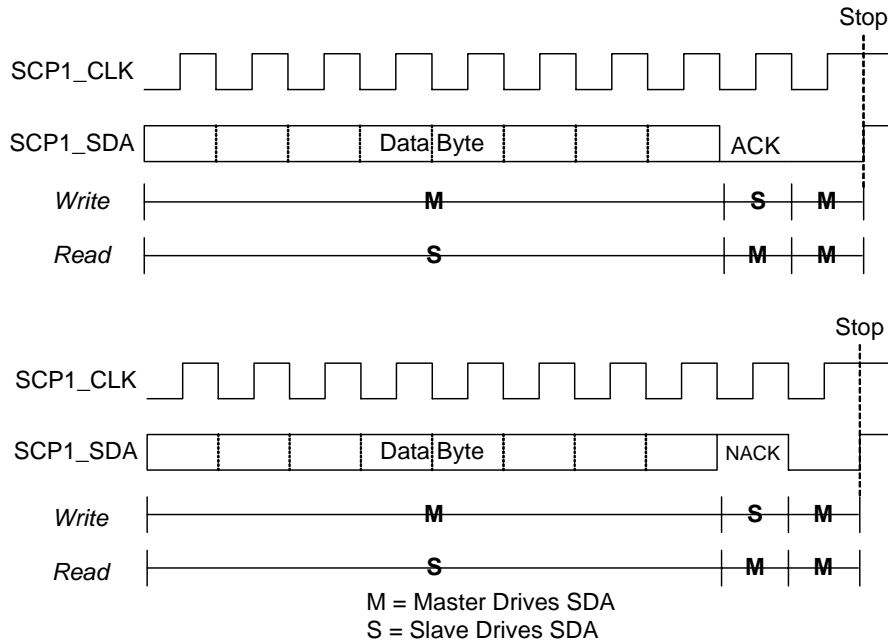 Stop
SCP1_CLK
SCP1_SDA Data Byte ACK
Write M S M
Read S M M
Stop
SCP1_CLK
SCP1_SDA Data Byte NACK
Write M S M
Read S M M
M = Master Drives SDA
S = Slave Drives SDA